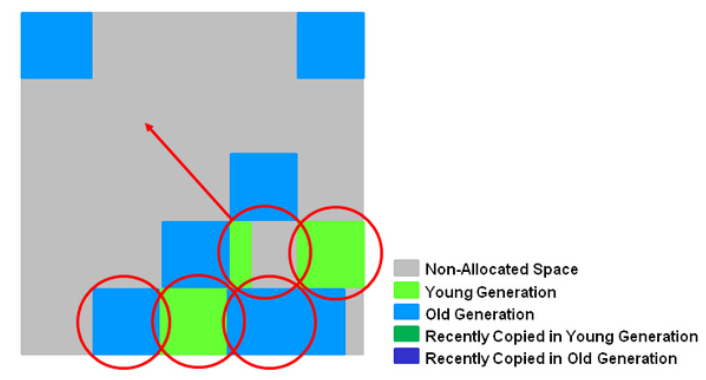 Non-Allocated Space
Young Generation
Old Generation
Recently Copied in Young Generation
Recently Copied in Old Generation